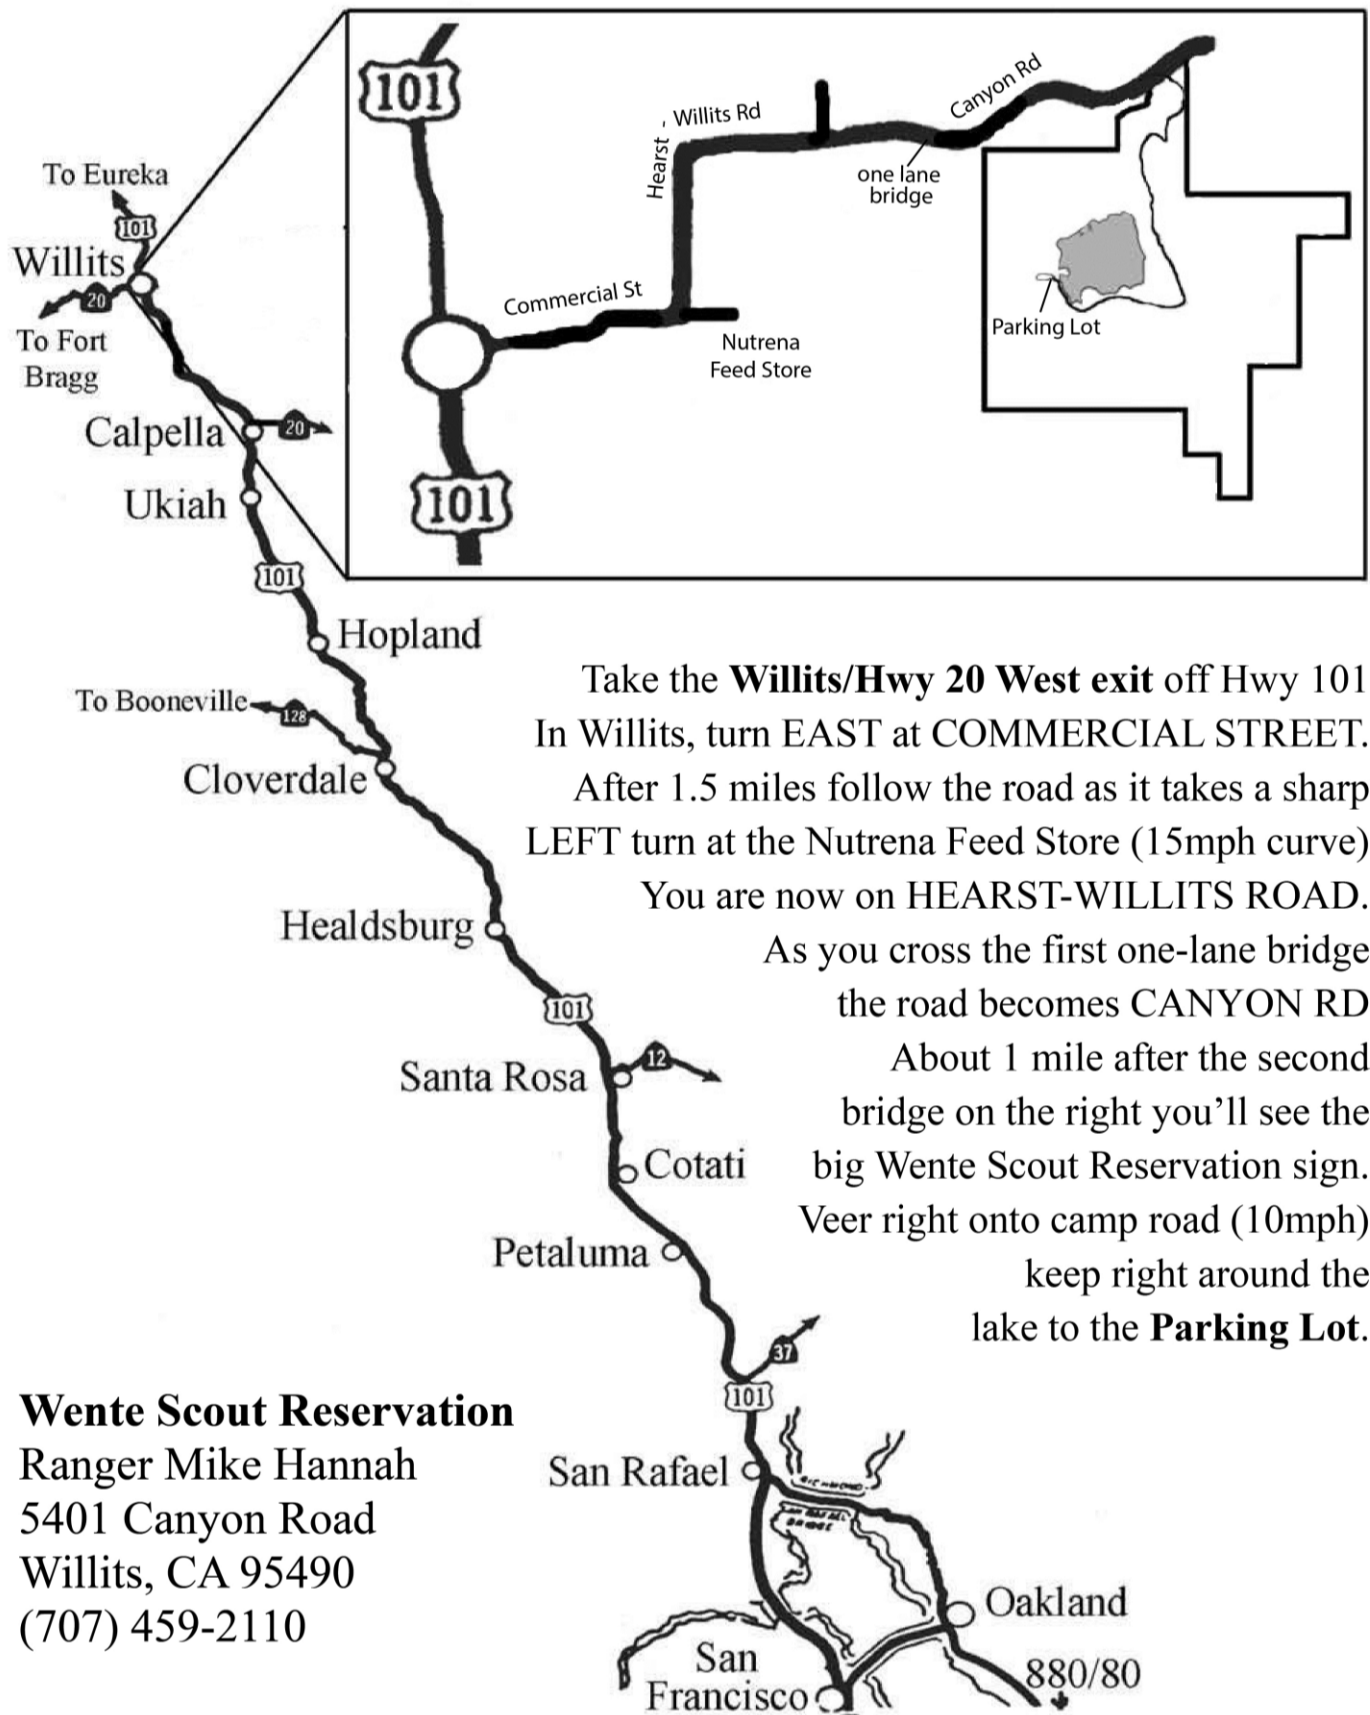 101
Hearst - Willits Rd
Canyon Rd
one lane
bridge
Commercial St
Nutrena
Feed Store
Parking Lot
101
To Eureka
101
Willits
20
To Fort
Bragg
Calpella
20
Ukiah
101
Hopland
To Booneville
128
Cloverdale
Healdsburg
101
Santa Rosa
12
Cotati
Petaluma
37
101
San Rafael
RICHMOND
SAN RAFAEL
BRIDGE
Oakland
San
Francisco
880/80
Take the Willits/Hwy 20 West exit off Hwy 101
In Willits, turn EAST at COMMERCIAL STREET.
After 1.5 miles follow the road as it takes a sharp
LEFT turn at the Nutrena Feed Store (15mph curve)
You are now on HEARST-WILLITS ROAD.
As you cross the first one-lane bridge
the road becomes CANYON RD
About 1 mile after the second
bridge on the right you’ll see the
big Wente Scout Reservation sign.
Veer right onto camp road (10mph)
keep right around the
lake to the Parking Lot.
Wente Scout Reservation
Ranger Mike Hannah
5401 Canyon Road
Willits, CA 95490
(707) 459-2110